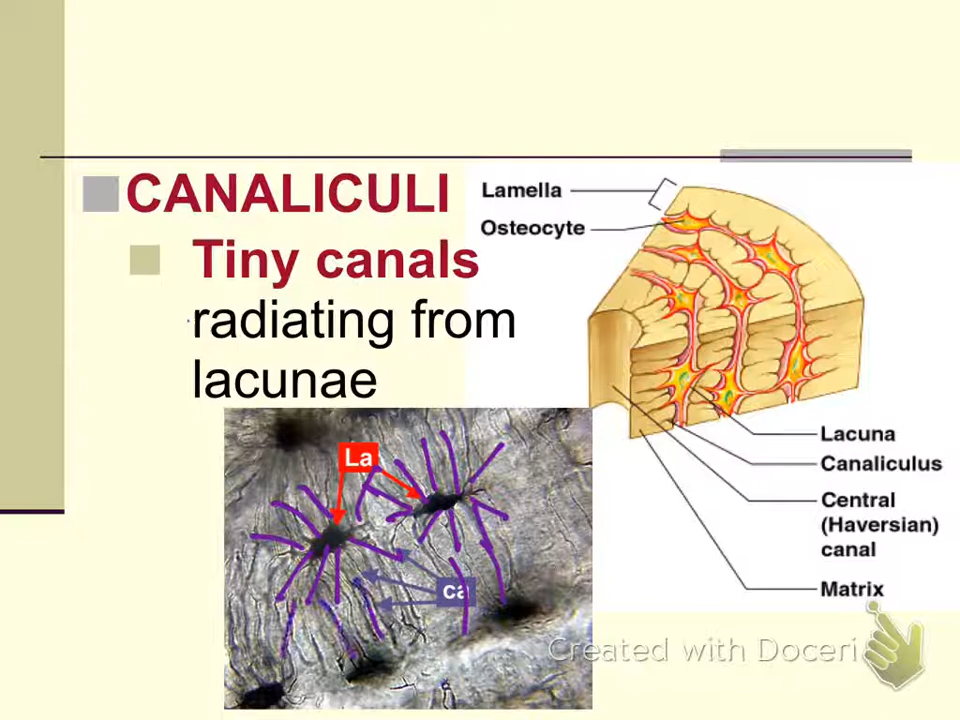 CANALICULI
Tiny canals
radiating from
lacunae
Lamella
Osteocyte
Lacuna
Canaliculus
Central
(Haversian)
canal
Matrix
La
ca
Created with Doceri